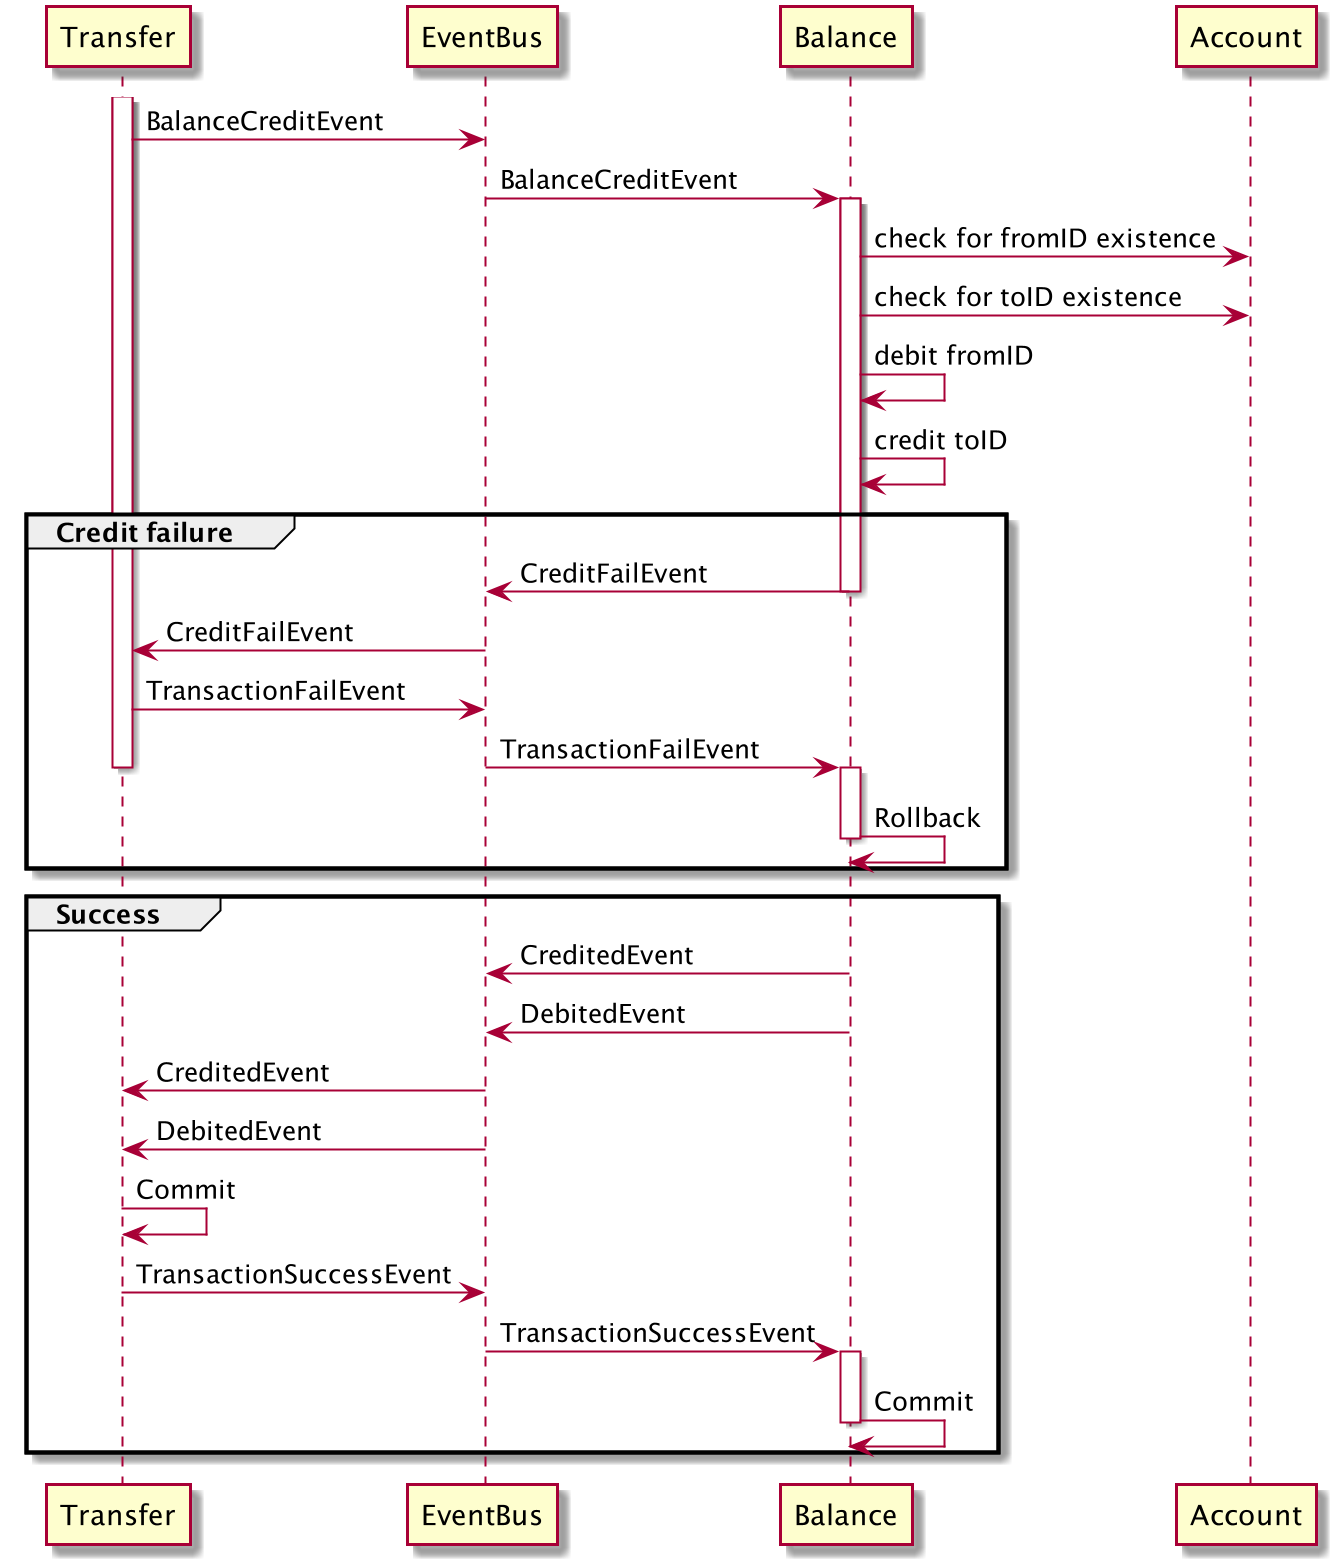 Transfer
EventBus
Balance
Account
BalanceCreditEvent
BalanceCreditEvent
check for fromID existence
check for toID existence
debit fromID
credit toID
Credit failure
CreditFailEvent
CreditFailEvent
TransactionFailEvent
TransactionFailEvent
Rollback
Success
CreditedEvent
DebitedEvent
CreditedEvent
DebitedEvent
Commit
TransactionSuccessEvent
TransactionSuccessEvent
Commit
Transfer
EventBus
Balance
Account